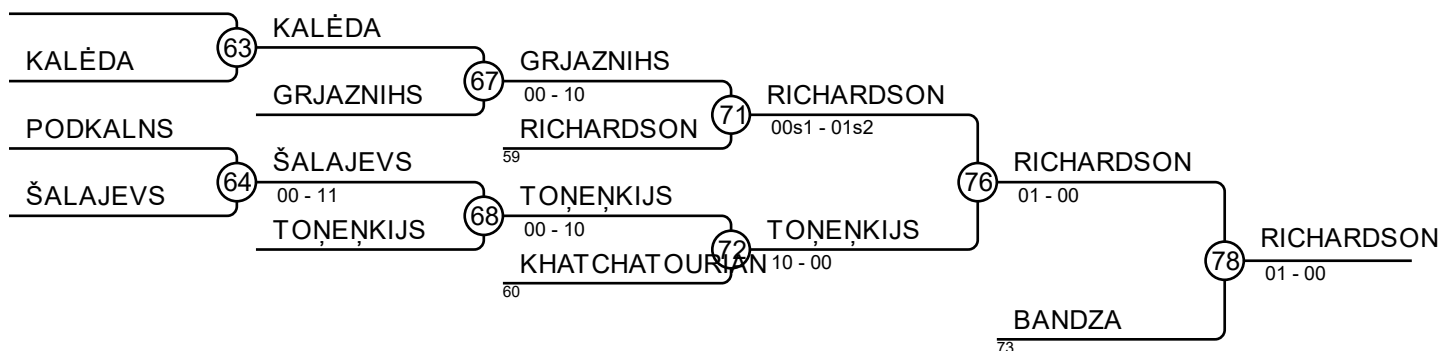 KALĖDA
63
KALĖDA
GRJAZNIHS
67
GRJAZNIHS
00 - 10
RICHARDSON
59
71
RICHARDSON
00s1 - 01s2
PODKALNS
ŠALAJEVS
64
ŠALAJEVS
00 - 11
TOŅEŅKIJS
68
TOŅEŅKIJS
00 - 10
KHATCHATOURIAN
60
72
TOŅEŅKIJS
10 - 00
76
RICHARDSON
01 - 00
BANDZA
73
78
RICHARDSON
01 - 00